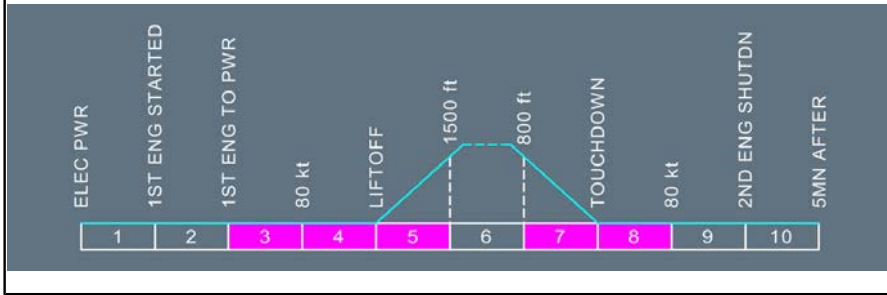 ELEC PWR
1ST ENG STARTED
1ST ENG TO PWR
80 kt
LIFTOFF
1500 ft
800 ft
TOUCHDOWN
80 kt
2ND ENG SHUTDN
5MN AFTER
1 2 3 4 5 6 7 8 9 10